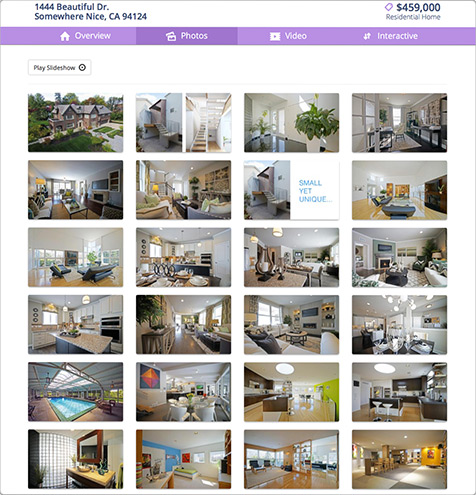 1444 Beautiful Dr.
Somewhere Nice, CA 94124
$459,000
Residential Home
Overview
Photos
Video
Interactive
Play Slideshow
SMALL
YET
UNIQUE...